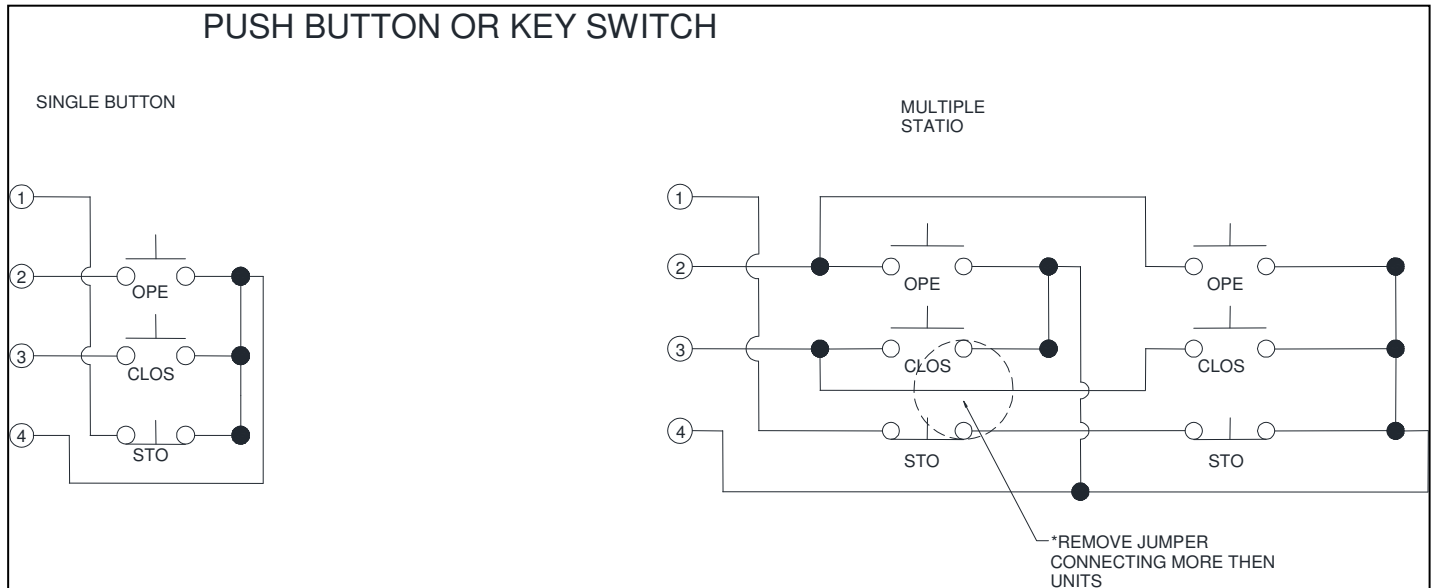 PUSH BUTTON OR KEY SWITCH
SINGLE BUTTON
MULTIPLE
STATIO
1
2
OPE
3
CLOS
4
STO
1
2
OPE
OPE
3
CLOS
CLOS
4
STO
STO
*REMOVE JUMPER
CONNECTING MORE THEN
UNITS